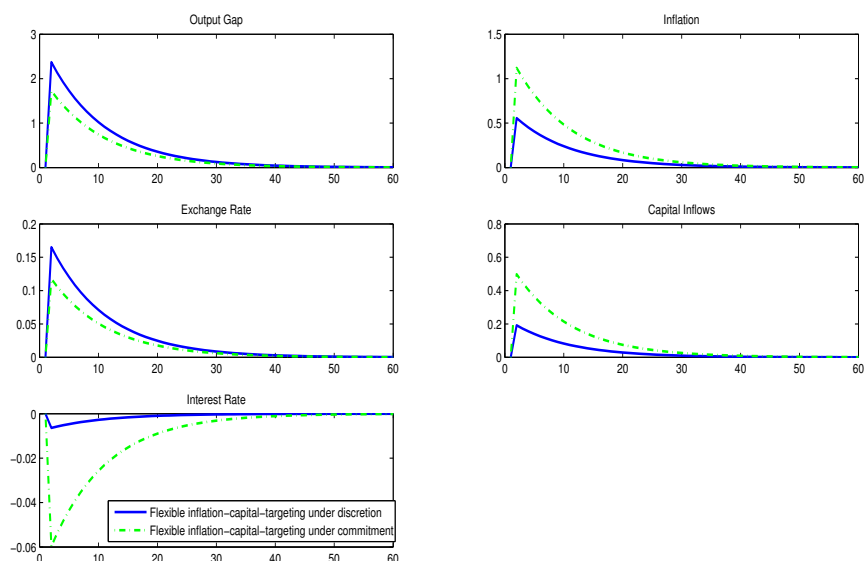 Output Gap
3
2
1
0
0 10 20 30 40 50 60
Inflation
1.5
1
0.5
0
0 10 20 30 40 50 60
Exchange Rate
0.2
0.15
0.1
0.05
0
0 10 20 30 40 50 60
Capital Inflows
0.8
0.6
0.4
0.2
0
0 10 20 30 40 50 60
Interest Rate
0
−0.02
−0.04
−0.06
0 10 20 30 40 50 60
Flexible inflation−capital−targeting under discretion
Flexible inflation−capital−targeting under commitment